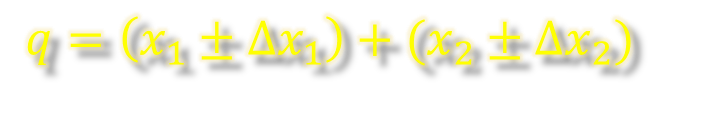 q = (x₁ ± Δx₁) + (x₂ ± Δx₂)